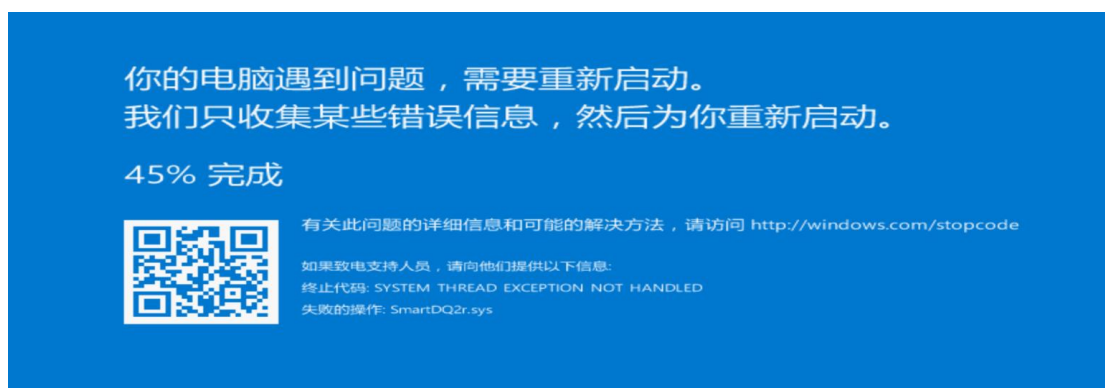 你的电脑遇到问题，需要重新启动。
我们只收集某些错误信息，然后为你重新启动。
45% 完成
有关此问题的详细信息和可能的解决方法，请访问 http://windows.com/stopcode
如果致电支持人员，请向他们提供以下信息:
终止代码: SYSTEM THREAD EXCEPTION NOT HANDLED
失败的操作: SmartDQ2r.sys